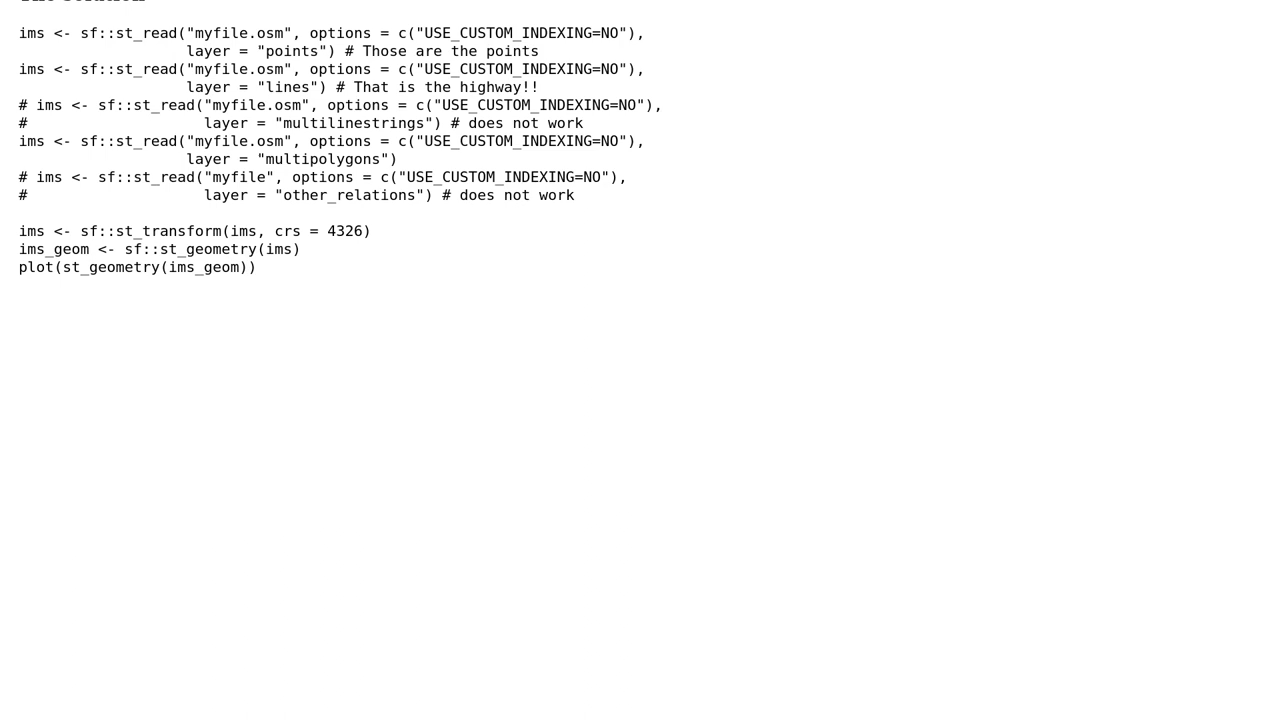 ims <- sf::st_read("myfile.osm", options = c("USE_CUSTOM_INDEXING=NO"),
                   layer = "points") # Those are the points
ims <- sf::st_read("myfile.osm", options = c("USE_CUSTOM_INDEXING=NO"),
                   layer = "lines") # That is the highway!!
# ims <- sf::st_read("myfile.osm", options = c("USE_CUSTOM_INDEXING=NO"),
#                    layer = "multilinestrings") # does not work
ims <- sf::st_read("myfile.osm", options = c("USE_CUSTOM_INDEXING=NO"),
                   layer = "multipolygons")
# ims <- sf::st_read("myfile", options = c("USE_CUSTOM_INDEXING=NO"),
#                    layer = "other_relations") # does not work

ims <- sf::st_transform(ims, crs = 4326)
ims_geom <- sf::st_geometry(ims)
plot(st_geometry(ims_geom))